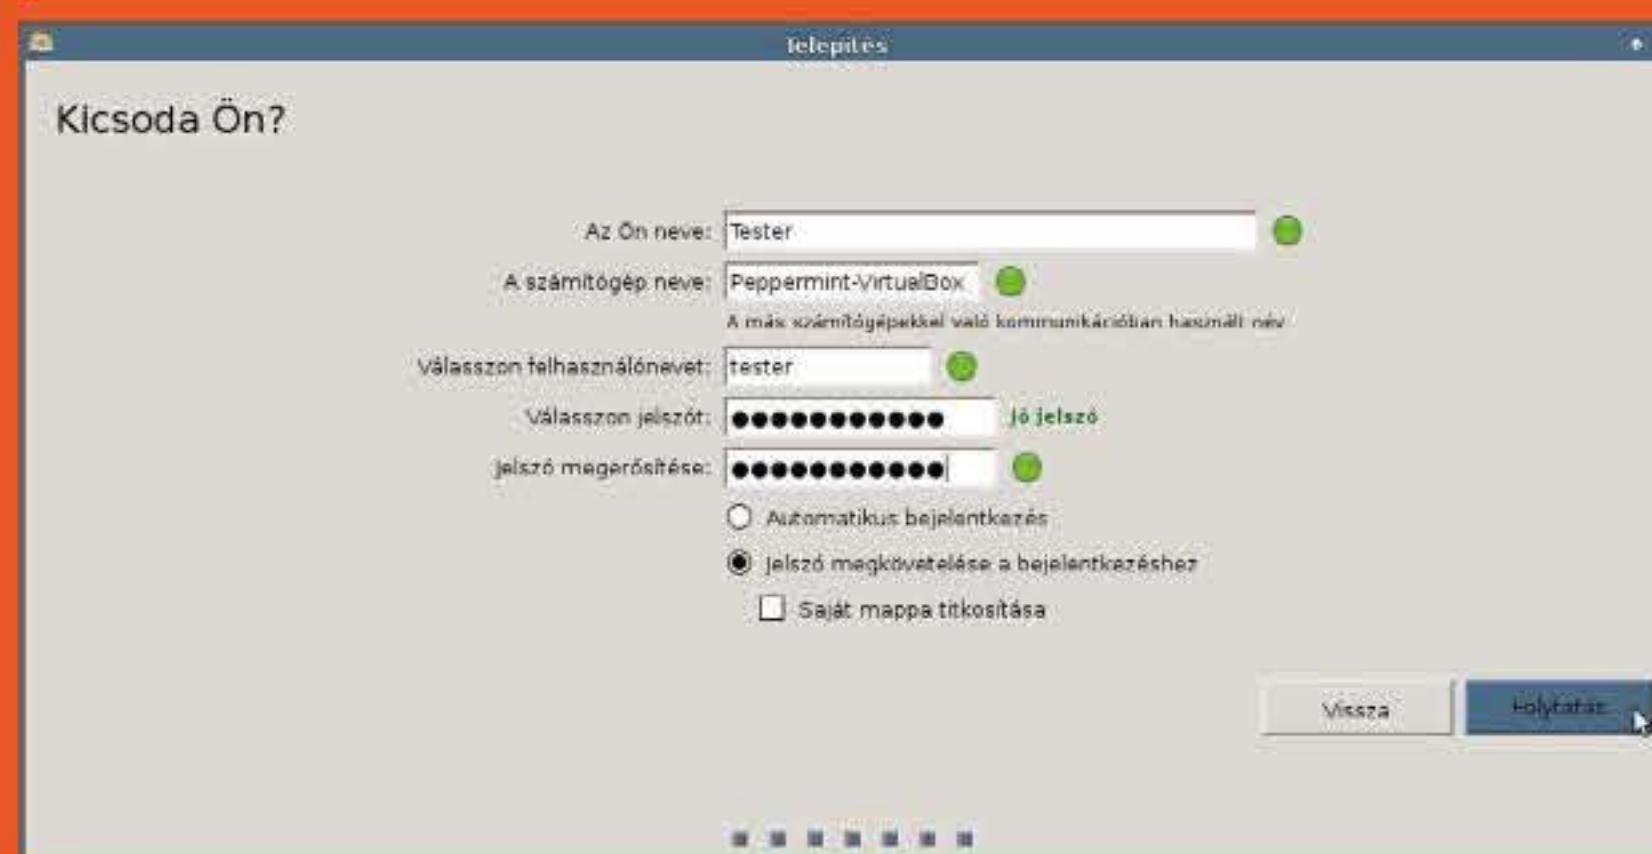 Telepítés
Kicsoda Ön?
Az Ön neve: Tester
A számítógép neve: Peppermint-VirtualBox
A más számítógépekkel való kommunikációban használt név
Válasszon felhasználónevet: tester
Válasszon jelszót: ●●●●●●●●●●● Jó jelszó
Jelszó megerősítése: ●●●●●●●●●●●
Automatikus bejelentkezés
Jelszó megkövetelése a bejelentkezéshez
Saját mappa titkosítása
Vissza Folytatás